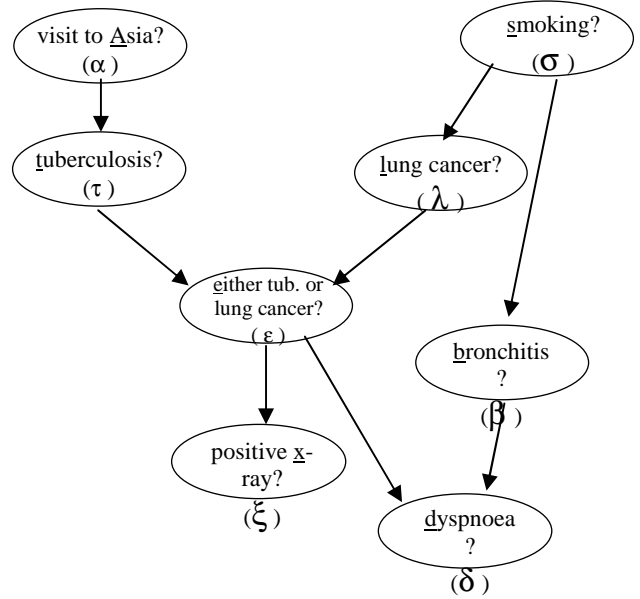 visit to Asia?
(α )
smoking?
(σ )
tuberculosis?
(τ )
lung cancer?
( λ )
either tub. or
lung cancer?
( ε )
bronchitis
?
(β )
positive x-
ray?
(ξ )
dyspnoea
?
(δ )